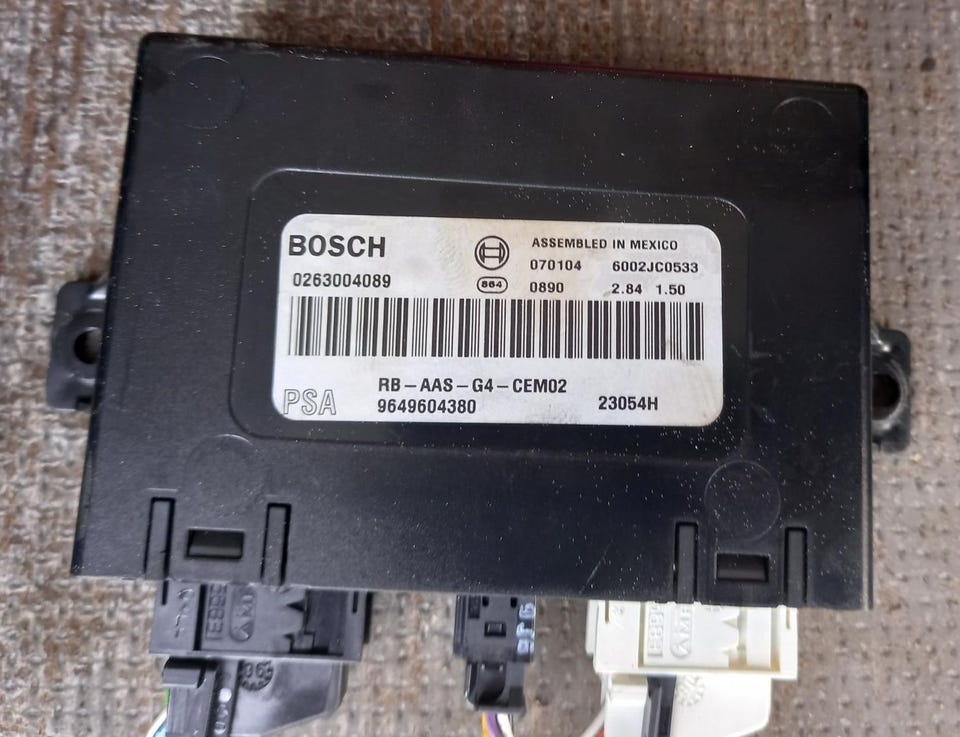 BOSCH
ASSEMBLED IN MEXICO
0263004089
070104 6002JC0533
864 0890 2.84 1.50
RB-AAS-G4-CEM02
PSA
9649604380 23054H